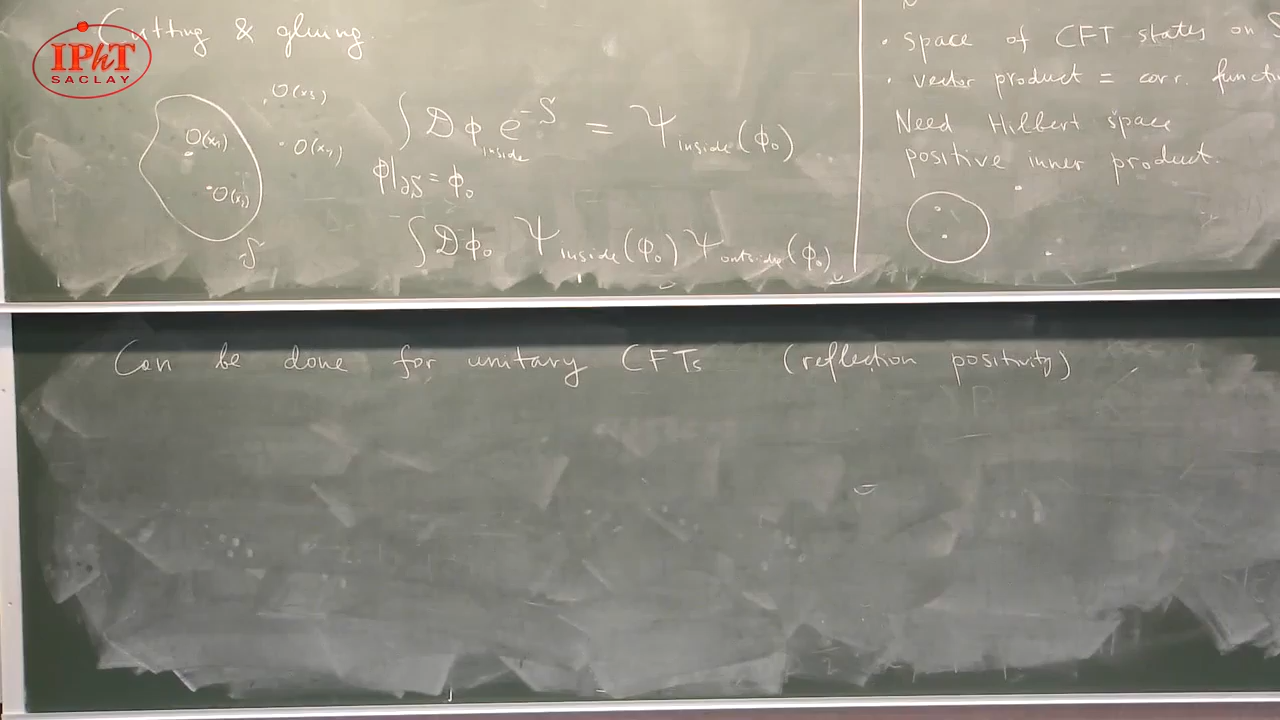 IPhT
SACLAY
Cutting & gluing.
O(x₃)
O(x₁)
O(x₄)
O(x₂)
S
∫ Dϕ_inside e^{-S} = Ψ_inside(ϕ₀)
ϕ|_∂S = ϕ₀
∫ Dϕ₀ Ψ_inside(ϕ₀) Ψ_outside(ϕ₀)
• space of CFT states on S
• vector product = corr. functi
Need Hilbert space
positive inner product.
Can be done for unitary CFTs (reflection positivity)